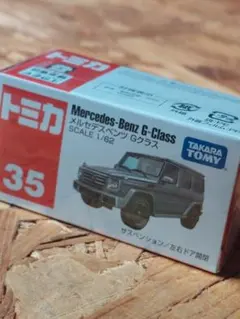 トミカ
Mercedes-Benz G-Class
メルセデスベンツ Gクラス
SCALE 1/62
TAKARA
TOMY
35
サスペンション/左右ドア開閉